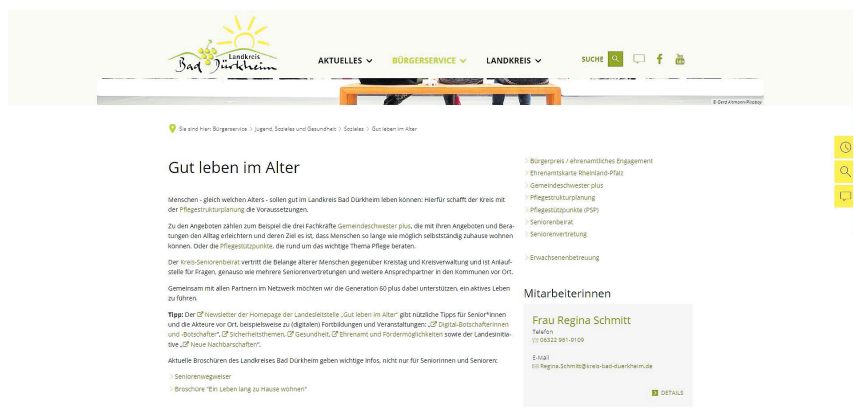 Landkreis
Bad Dürkheim
AKTUELLES
BÜRGERSERVICE
LANDKREIS
SUCHE
© Gerd Altmann/Pixabay
Sie sind hier: Bürgerservice > Jugend, Soziales und Gesundheit > Soziales > Gut leben im Alter
Gut leben im Alter
Menschen - gleich welchen Alters - sollen gut im Landkreis Bad Dürkheim leben können: Hierfür schafft der Kreis mit
der Pflegestrukturplanung die Voraussetzungen.
Zu den Angeboten zählen zum Beispiel die drei Fachkräfte Gemeindeschwester plus, die mit ihren Angeboten und Bera-
tungen den Alltag erleichtern und deren Ziel es ist, dass Menschen so lange wie möglich selbstständig zuhause wohnen
können. Oder die Pflegestützpunkte, die rund um das wichtige Thema Pflege beraten.
Der Kreis-Seniorenbeirat vertritt die Belange älterer Menschen gegenüber Kreistag und Kreisverwaltung und ist Anlauf-
stelle für Fragen, genauso wie mehrere Seniorenvertretungen und weitere Ansprechpartner in den Kommunen vor Ort.
Gemeinsam mit allen Partnern im Netzwerk möchten wir die Generation 60 plus dabei unterstützen, ein aktives Leben
zu führen.
Tipp: Der Newsletter der Homepage der Landesleitstelle „Gut leben im Alter“ gibt nützliche Tipps für Senior*innen
und die Akteure vor Ort, beispielsweise zu (digitalen) Fortbildungen und Veranstaltungen: „Digital-Botschafterinnen
und -Botschafter“, Sicherheitsthemen, Gesundheit, Ehrenamt und Fördermöglichkeiten sowie der Landesinitia-
tive „Neue Nachbarschaften“.
Aktuelle Broschüren des Landkreises Bad Dürkheim geben wichtige Infos, nicht nur für Seniorinnen und Senioren:
> Seniorenwegweiser
> Broschüre "Ein Leben lang zu Hause wohnen"
> Bürgerpreis / ehrenamtliches Engagement
> Ehrenamtskarte Rheinland-Pfalz
> Gemeindeschwester plus
> Pflegestrukturplanung
> Pflegestützpunkte (PSP)
> Seniorenbeirat
> Seniorenvertretung
> Erwachsenenbetreuung
Mitarbeiterinnen
Frau Regina Schmitt
Telefon
06322 961-9109
E-Mail
Regina.Schmitt@kreis-bad-duerkheim.de
DETAILS